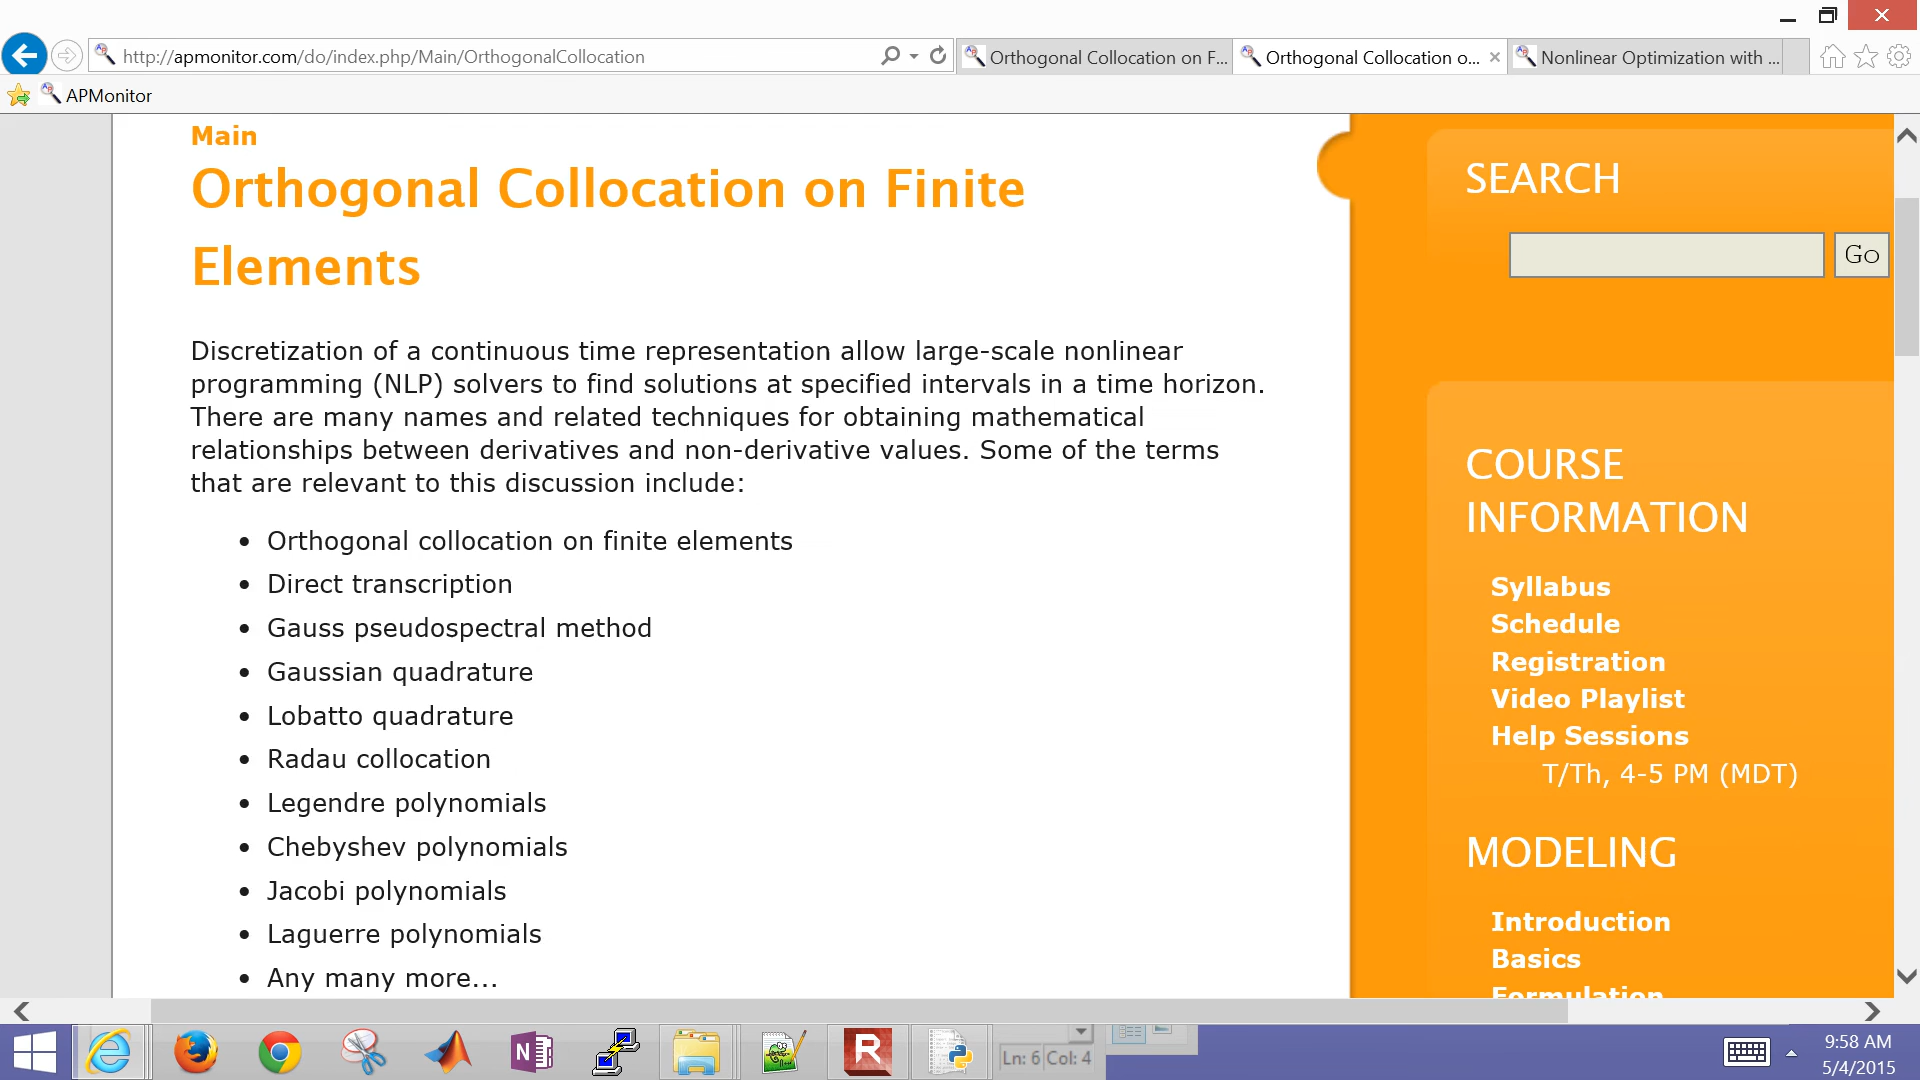 http://apmonitor.com/do/index.php/Main/OrthogonalCollocation
Orthogonal Collocation on F...
Orthogonal Collocation o...
Nonlinear Optimization with ...
APMonitor
Main
Orthogonal Collocation on Finite
Elements
Discretization of a continuous time representation allow large-scale nonlinear
programming (NLP) solvers to find solutions at specified intervals in a time horizon.
There are many names and related techniques for obtaining mathematical
relationships between derivatives and non-derivative values. Some of the terms
that are relevant to this discussion include:
• Orthogonal collocation on finite elements
• Direct transcription
• Gauss pseudospectral method
• Gaussian quadrature
• Lobatto quadrature
• Radau collocation
• Legendre polynomials
• Chebyshev polynomials
• Jacobi polynomials
• Laguerre polynomials
• Any many more...
SEARCH
Go
COURSE
INFORMATION
Syllabus
Schedule
Registration
Video Playlist
Help Sessions
T/Th, 4-5 PM (MDT)
MODELING
Introduction
Basics
Formulation
N
R
Ln: 6 Col: 4
9:58 AM
5/4/2015